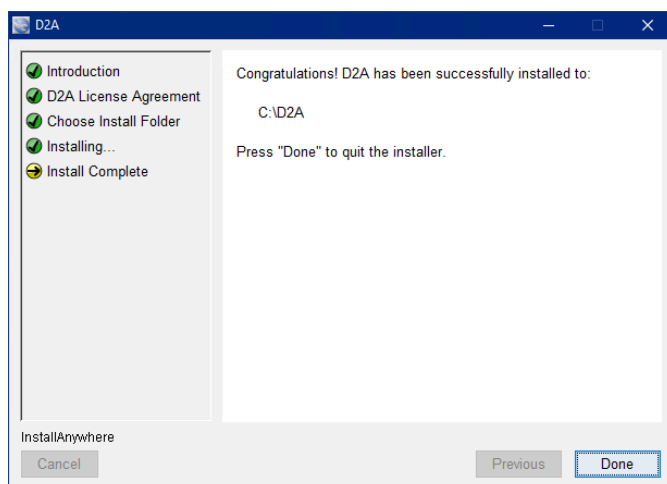 D2A
Introduction
D2A License Agreement
Choose Install Folder
Installing...
Install Complete
Congratulations! D2A has been successfully installed to:
C:\D2A
Press "Done" to quit the installer.
InstallAnywhere
Cancel
Previous
Done